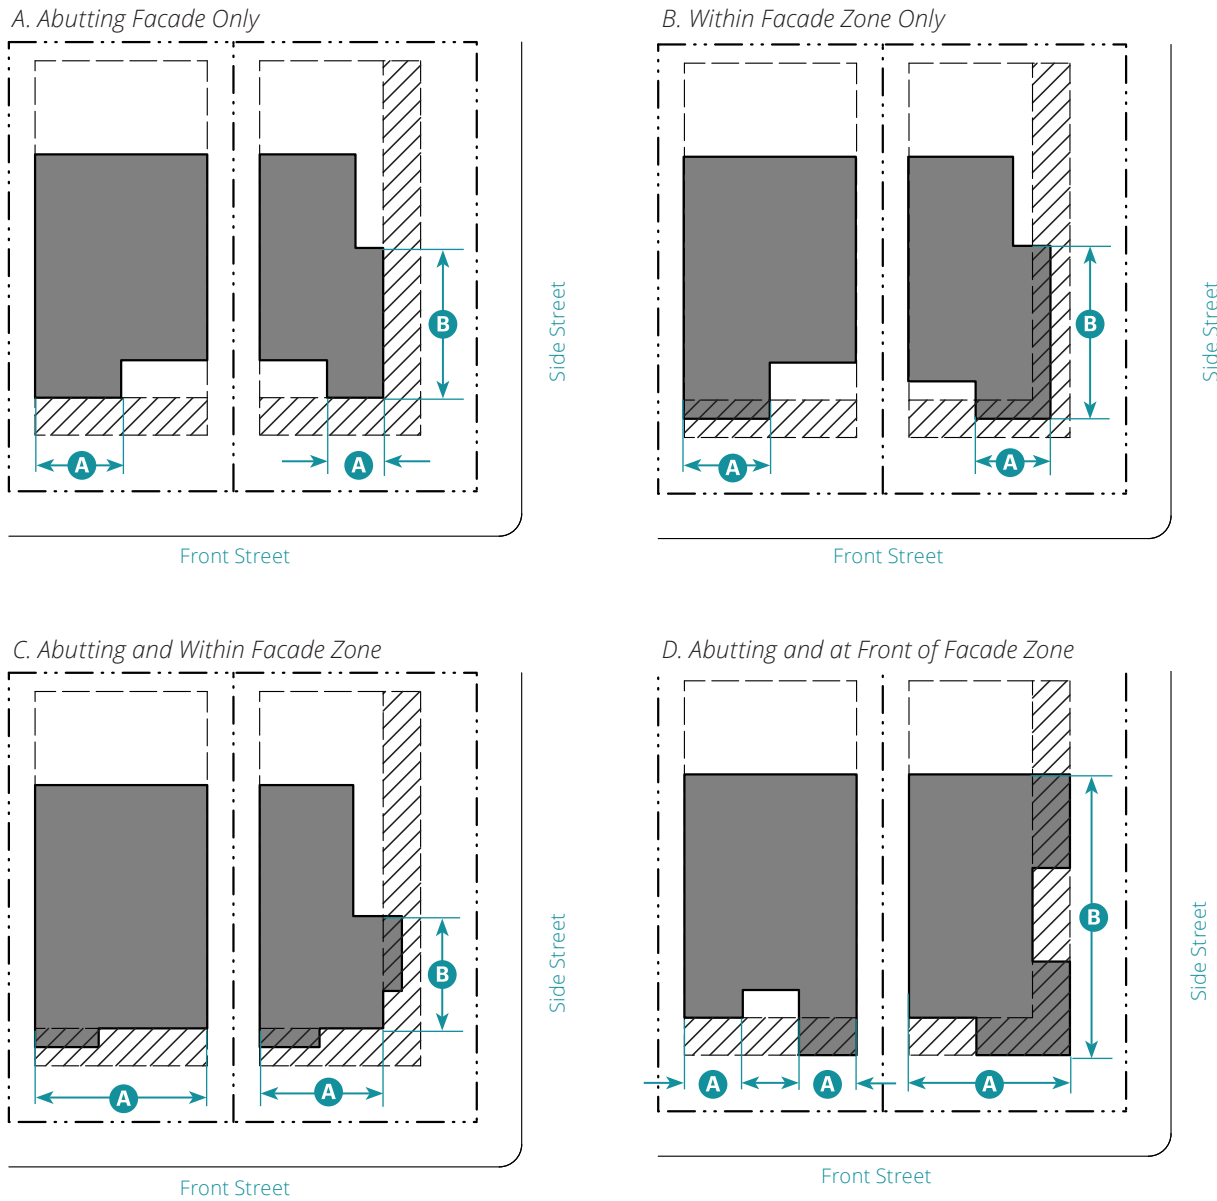 A. Abutting Facade Only
B
A
A
Side Street
Front Street
B. Within Facade Zone Only
B
A
A
Side Street
Front Street
C. Abutting and Within Facade Zone
B
A
A
Side Street
Front Street
D. Abutting and at Front of Facade Zone
B
A
A
A
Side Street
Front Street